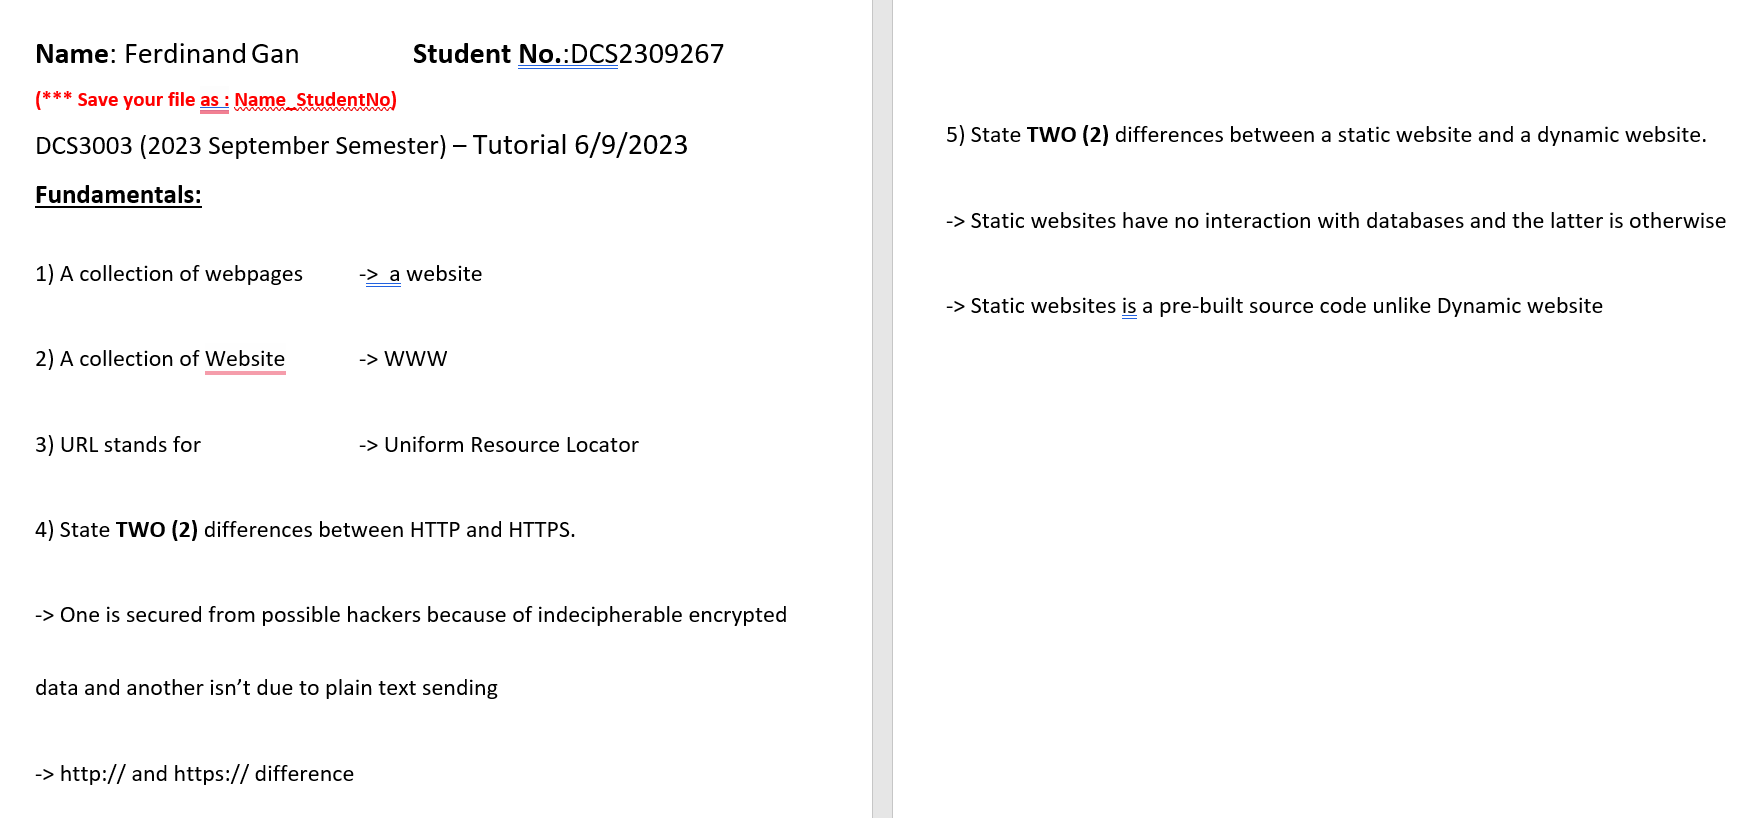 Name: Ferdinand Gan Student No.:DCS2309267
(*** Save your file as : Name_StudentNo)
DCS3003 (2023 September Semester) – Tutorial 6/9/2023
Fundamentals:
1) A collection of webpages -> a website
2) A collection of Website -> WWW
3) URL stands for -> Uniform Resource Locator
4) State TWO (2) differences between HTTP and HTTPS.
-> One is secured from possible hackers because of indecipherable encrypted
data and another isn’t due to plain text sending
-> http:// and https:// difference
5) State TWO (2) differences between a static website and a dynamic website.
-> Static websites have no interaction with databases and the latter is otherwise
-> Static websites is a pre-built source code unlike Dynamic website